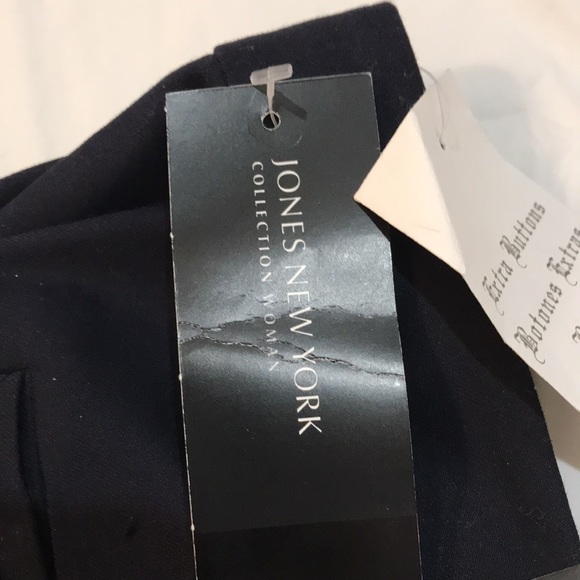 JONES NEW YORK
COLLECTION WOMAN
Extra Buttons
Botones Extras